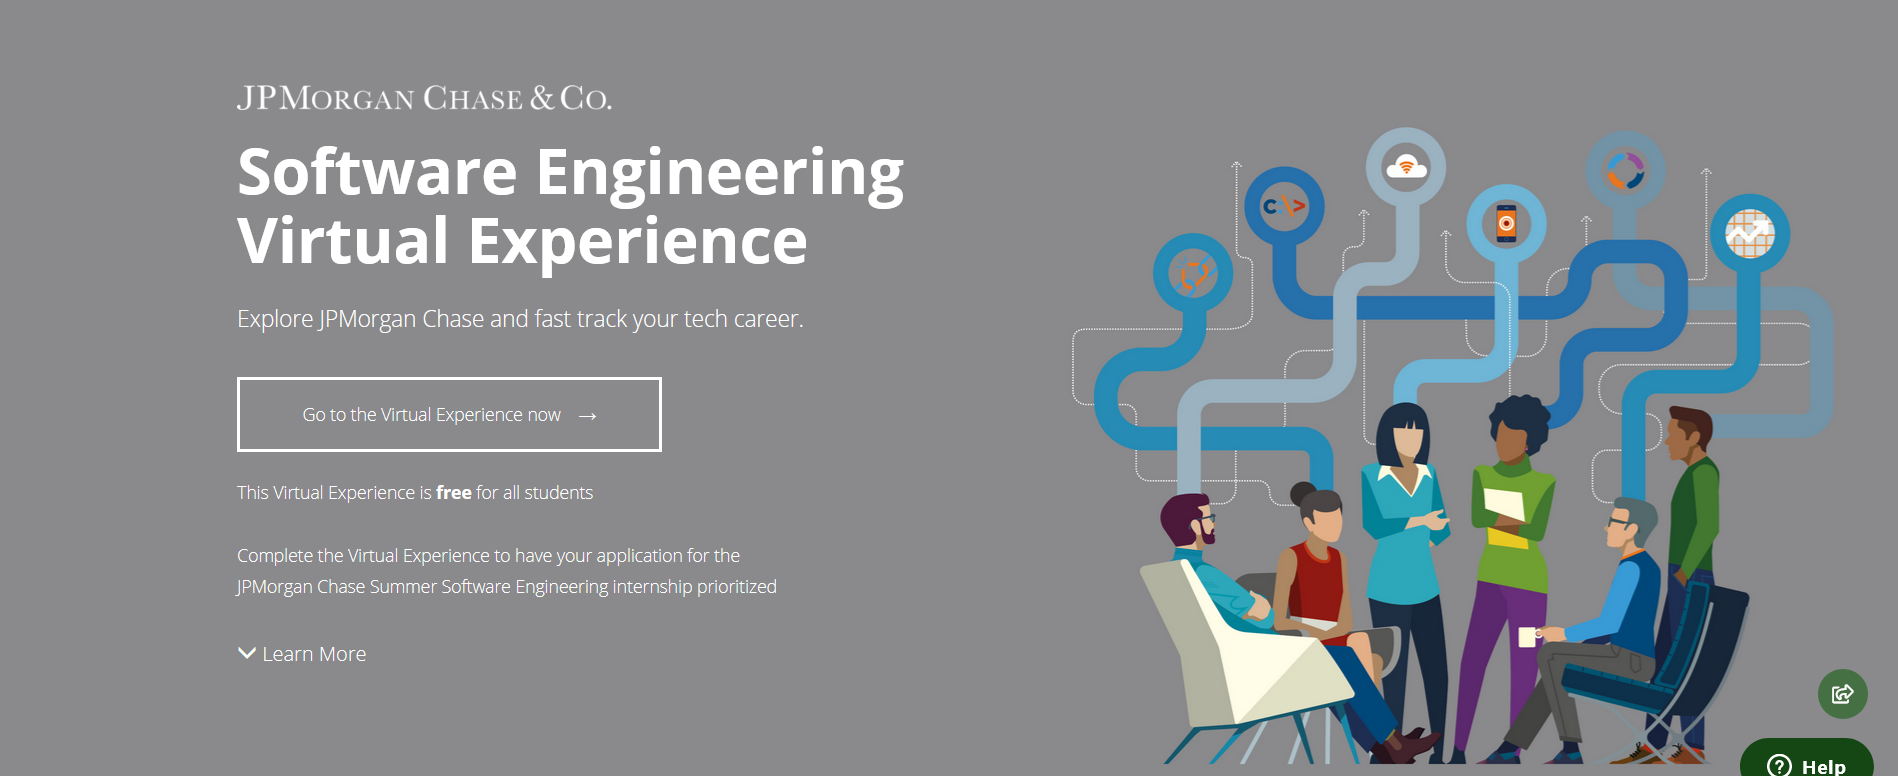 JPMORGAN CHASE & CO.
Software Engineering
Virtual Experience
Explore JPMorgan Chase and fast track your tech career.
Go to the Virtual Experience now →
This Virtual Experience is free for all students
Complete the Virtual Experience to have your application for the
JPMorgan Chase Summer Software Engineering internship prioritized
Learn More
C:\>
? Help